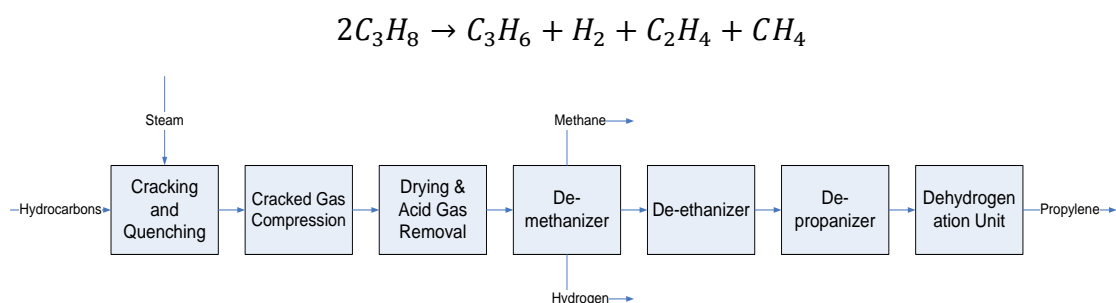 2C₃H₈ → C₃H₆ + H₂ + C₂H₄ + CH₄
Steam
Methane
Hydrocarbons
Cracking
and
Quenching
Cracked Gas
Compression
Drying &
Acid Gas
Removal
De-
methanizer
De-ethanizer
De-
propanizer
Dehydrogen
ation Unit
Propylene
Hydrogen